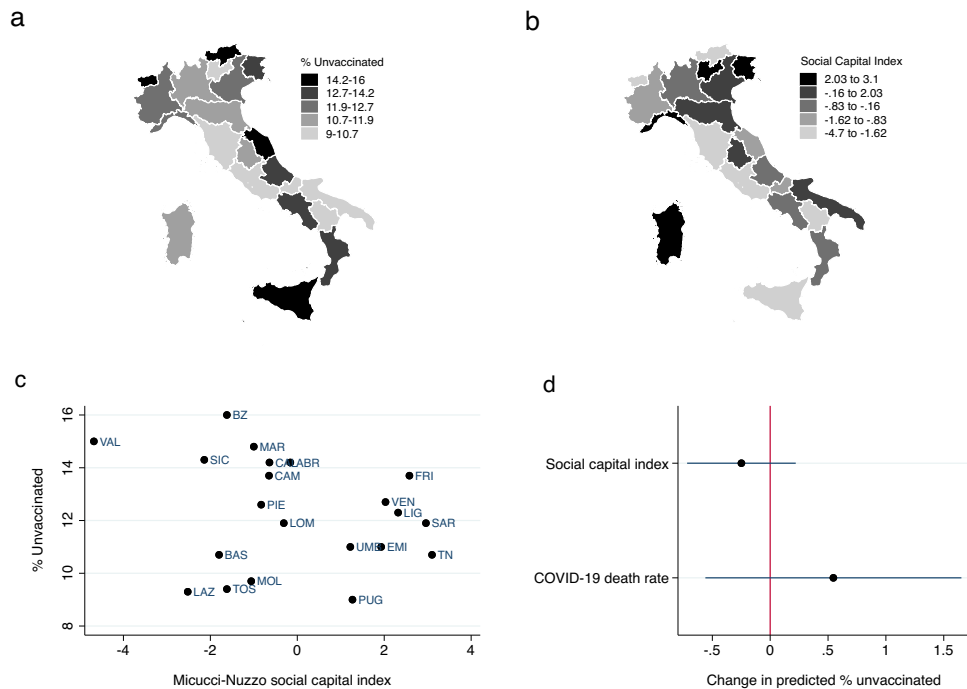 a
% Unvaccinated
14.2-16
12.7-14.2
11.9-12.7
10.7-11.9
9-10.7
b
Social Capital Index
2.03 to 3.1
-.16 to 2.03
-.83 to -.16
-1.62 to -.83
-4.7 to -1.62
c
% Unvaccinated
16
14
12
10
8
BZ
VAL
MAR
SIC
CAL
ABR
CAM
FRI
PIE
VEN
LIG
LOM
SAR
UMB
EMI
BAS
TN
MOL
LAZ
TOS
PUG
-4
-2
0
2
4
Micucci-Nuzzo social capital index
d
Social capital index
COVID-19 death rate
-.5
0
.5
1
1.5
Change in predicted % unvaccinated